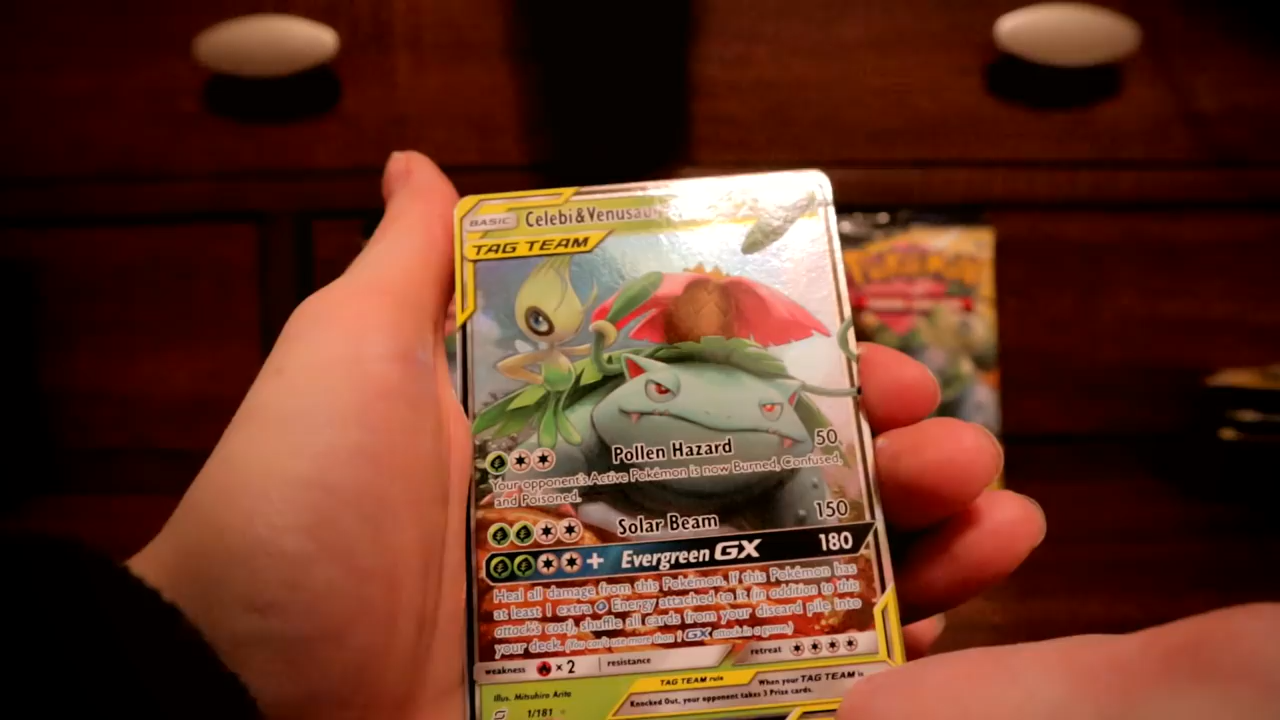 BASIC Celebi&Venusau
TAG TEAM
Pollen Hazard 50
Your opponent's Active Pokémon is now Burned, Confused,
and Poisoned.
Solar Beam 150
+ Evergreen GX 180
Heal all damage from this Pokémon. If this Pokémon has
at least 1 extra Energy attached to it (in addition to this
attack's cost), shuffle all cards from your discard pile into
your deck. (You can't use more than 1 GX attack in a game.)
weakness ×2 resistance retreat
TAG TEAM rule When your TAG TEAM is
Knocked Out, your opponent takes 3 Prize cards.
Illus. Mitsuhiro Arita
1/181